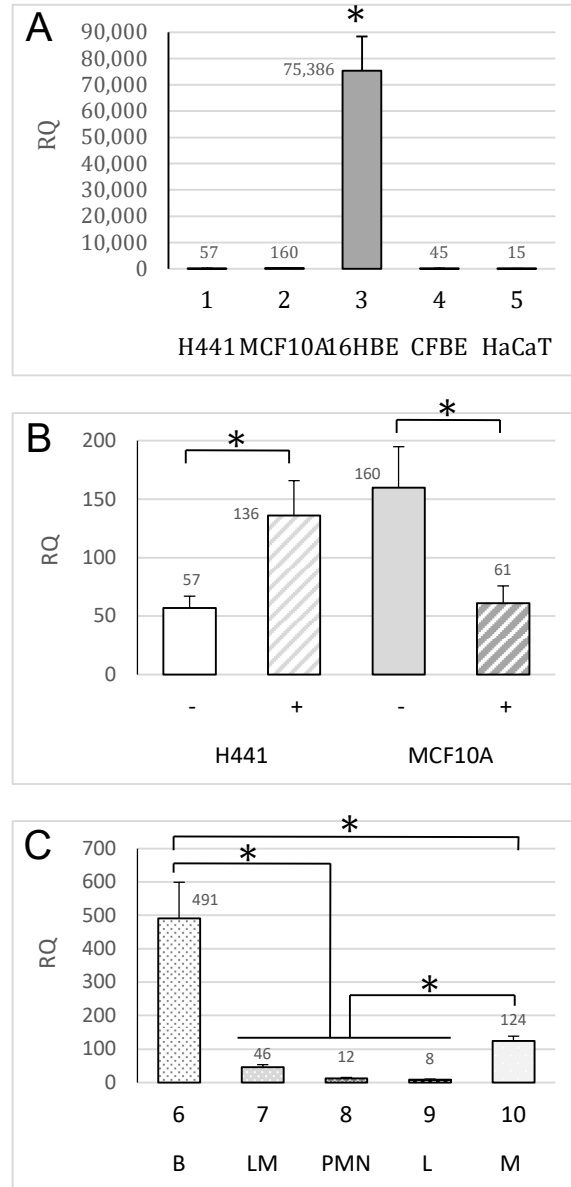 A
*
90,000
80,000
75,386
70,000
60,000
RQ
50,000
40,000
30,000
20,000
10,000
57 160 45 15
0
1 2 3 4 5
H441 MCF10A 16HBE CFBE HaCaT
B
* *
200
160
150
136
RQ
100
57 61
50
0
- + - +
H441 MCF10A
C
*
700
*
600
500
491
RQ
400
300
*
200
124
100
46 12 8
0
6 7 8 9 10
B LM PMN L M